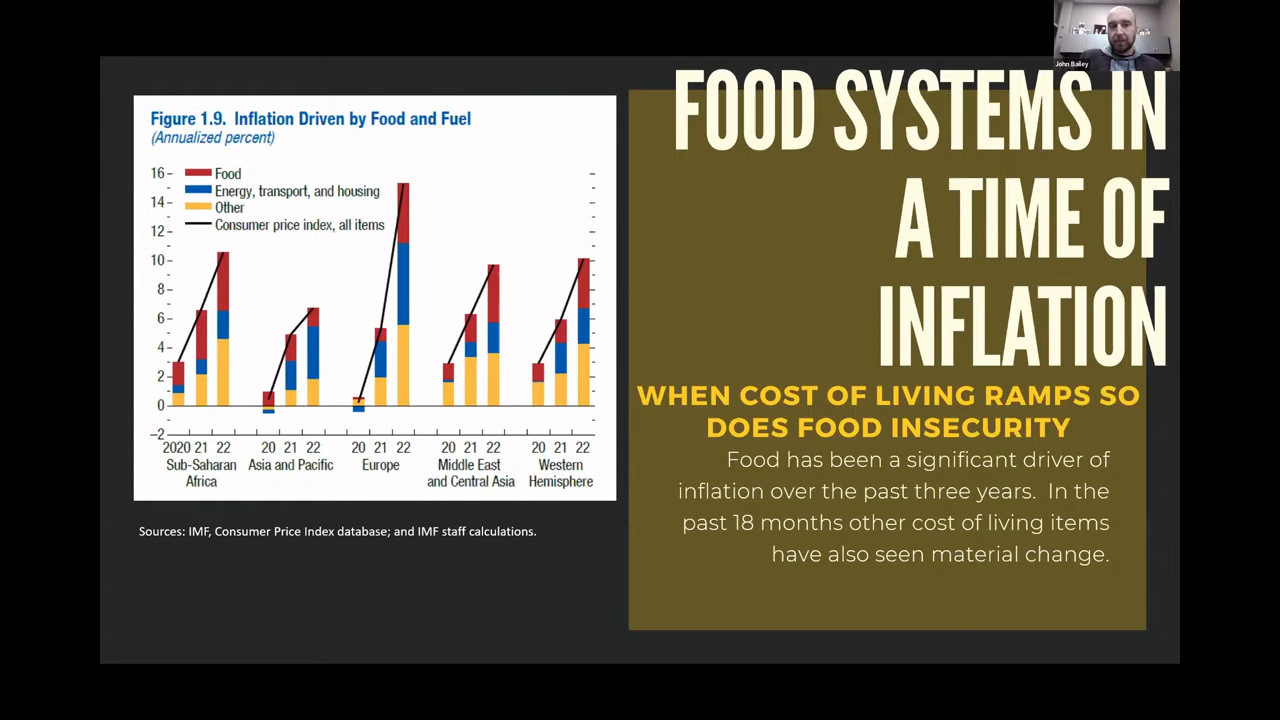 John Bailey
FOOD SYSTEMS IN
A TIME OF
INFLATION
Figure 1.9. Inflation Driven by Food and Fuel
(Annualized percent)
16
14
12
10
8
6
4
2
0
–2
Food
Energy, transport, and housing
Other
Consumer price index, all items
2020 21 22 20 21 22 20 21 22 20 21 22 20 21 22
Sub-Saharan Asia and Pacific Europe Middle East Western
Africa and Central Asia Hemisphere
Sources: IMF, Consumer Price Index database; and IMF staff calculations.
WHEN COST OF LIVING RAMPS SO
DOES FOOD INSECURITY
Food has been a significant driver of
inflation over the past three years. In the
past 18 months other cost of living items
have also seen material change.